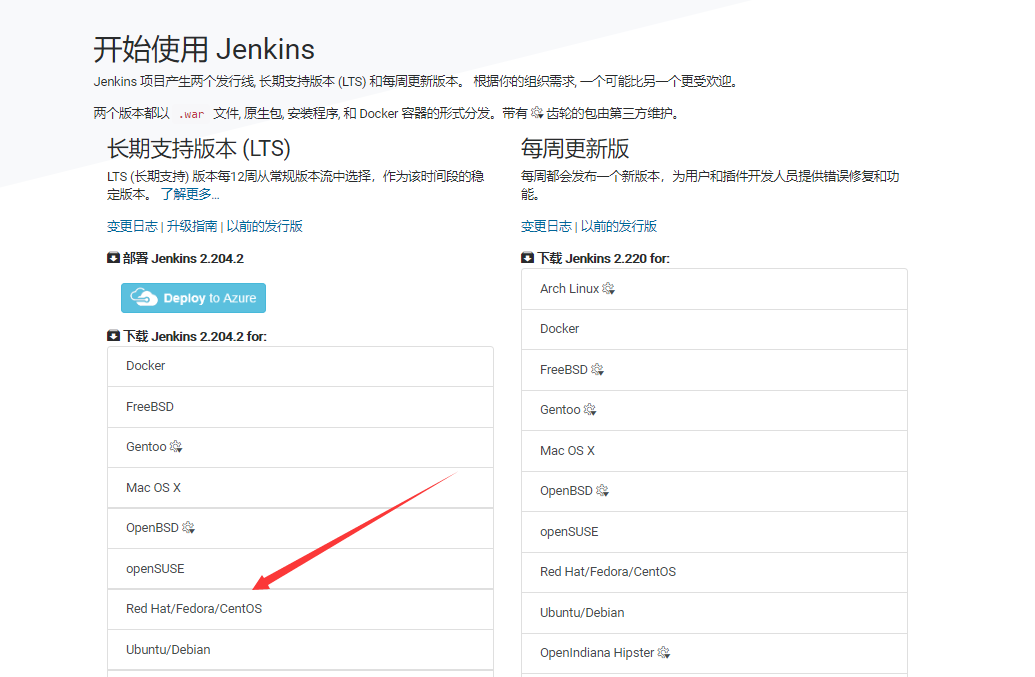 开始使用 Jenkins
Jenkins 项目产生两个发行线, 长期支持版本 (LTS) 和每周更新版本。 根据你的组织需求, 一个可能比另一个更受欢迎。
两个版本都以 .war 文件, 原生包, 安装程序, 和 Docker 容器的形式分发。带有 齿轮的包由第三方维护。
长期支持版本 (LTS)
LTS (长期支持) 版本每12周从常规版本流中选择，作为该时间段的稳
定版本。 了解更多...
变更日志 | 升级指南 | 以前的发行版
部署 Jenkins 2.204.2
Deploy to Azure
下载 Jenkins 2.204.2 for:
Docker
FreeBSD
Gentoo
Mac OS X
OpenBSD
openSUSE
Red Hat/Fedora/CentOS
Ubuntu/Debian
每周更新版
每周都会发布一个新版本，为用户和插件开发人员提供错误修复和功
能。
变更日志 | 以前的发行版
下载 Jenkins 2.220 for:
Arch Linux
Docker
FreeBSD
Gentoo
Mac OS X
OpenBSD
openSUSE
Red Hat/Fedora/CentOS
Ubuntu/Debian
OpenIndiana Hipster